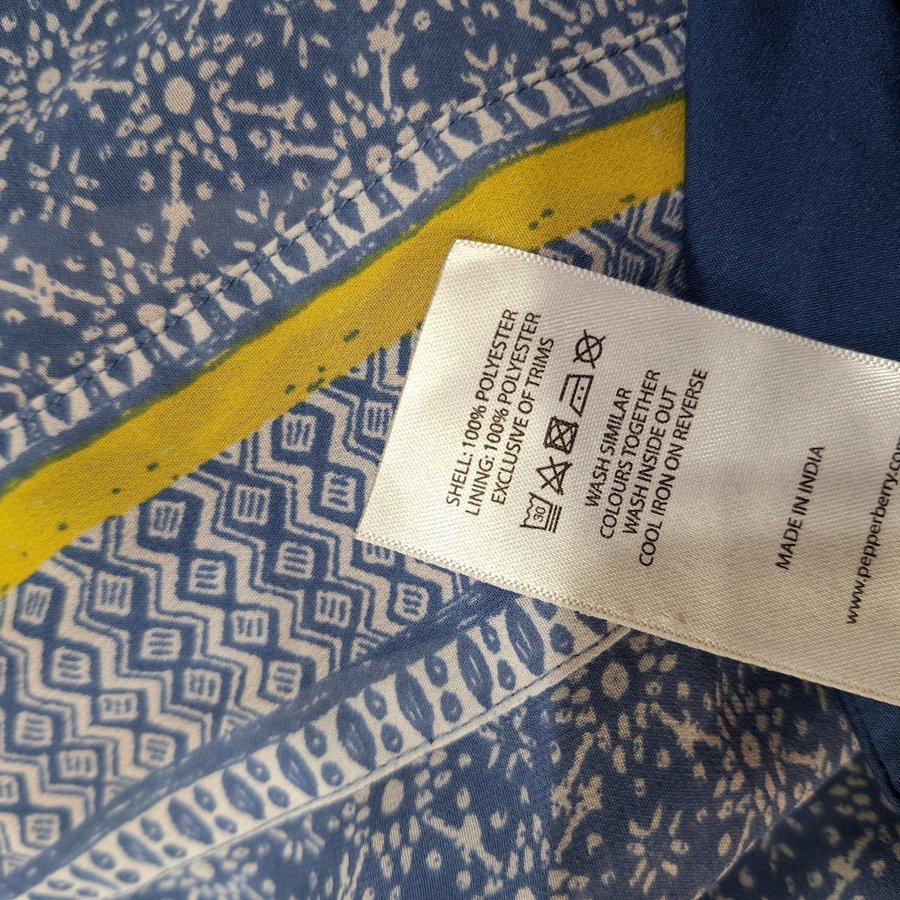 SHELL: 100% POLYESTER
LINING: 100% POLYESTER
EXCLUSIVE OF TRIMS
30
WASH SIMILAR
COLOURS TOGETHER
WASH INSIDE OUT
COOL IRON ON REVERSE
MADE IN INDIA
www.pepperberry.com